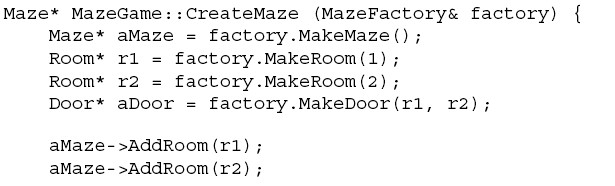 Maze* MazeGame::CreateMaze (MazeFactory& factory) {
    Maze* aMaze = factory.MakeMaze();
    Room* r1 = factory.MakeRoom(1);
    Room* r2 = factory.MakeRoom(2);
    Door* aDoor = factory.MakeDoor(r1, r2);

    aMaze->AddRoom(r1);
    aMaze->AddRoom(r2);